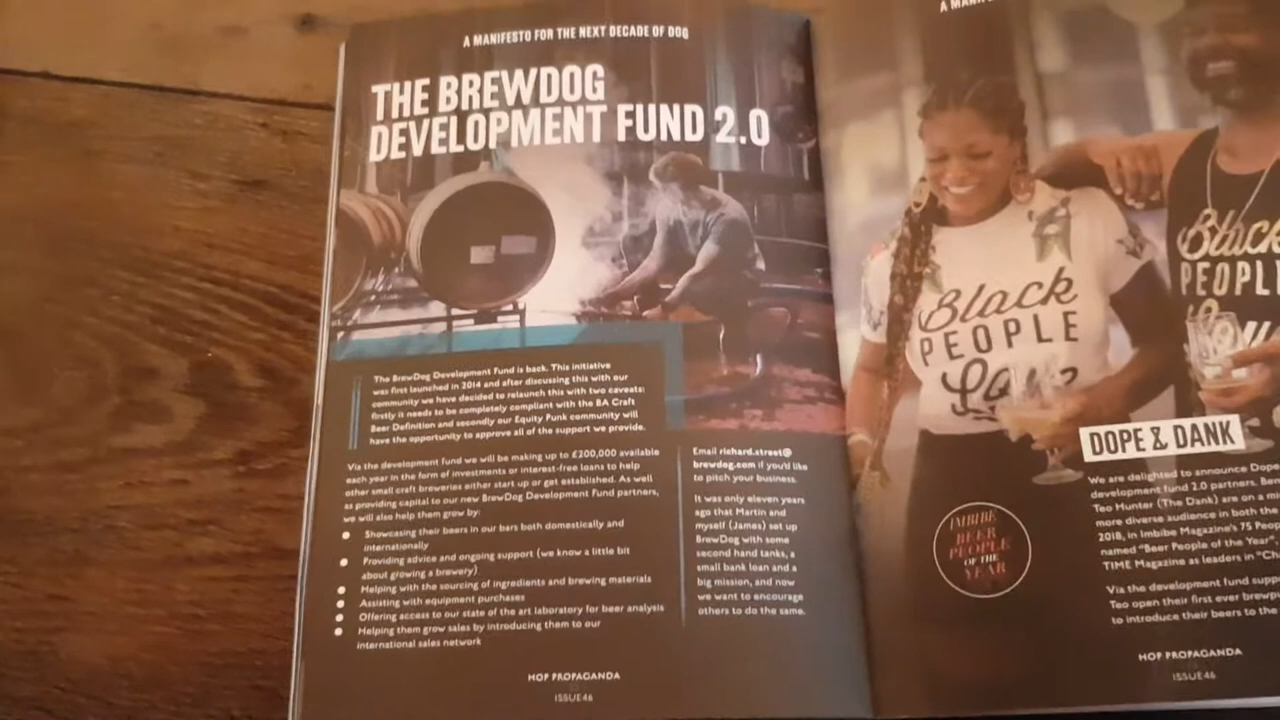 A MANIFESTO FOR THE NEXT DECADE OF DOG
THE BREWDOG
DEVELOPMENT FUND 2.0
The BrewDog Development Fund is back. This initiative
was first launched in 2014 and after discussing this with our
community we have decided to relaunch this with two caveats:
firstly it needs to be completely compliant with the BA Craft
Beer Definition and secondly our Equity Punk community will
have the opportunity to approve all of the support we provide.
Via the development fund we will be making up to £200,000 available
each year in the form of investments or interest-free loans to help
other small craft breweries either start up or get established. As well
as providing capital to our new BrewDog Development Fund partners,
we will also help them grow by:
Showcasing their beers in our bars both domestically and
internationally
Providing advice and ongoing support (we know a little bit
about growing a brewery)
Helping with the sourcing of ingredients and brewing materials
Assisting with equipment purchases
Offering access to our state of the art laboratory for beer analysis
Helping them grow sales by introducing them to our
international sales network
Email richard.street@
brewdog.com if you'd like
to pitch your business.
It was only eleven years
ago that Martin and
myself (James) set up
BrewDog with some
second hand tanks, a
small bank loan and a
big mission, and now
we want to encourage
others to do the same.
HOP PROPAGANDA
ISSUE 46
A
Black
PEOPLE
Black
PEOPL
DOPE & DANK
We are delighted to announce Dope
development fund 2.0 partners.
Teo Hunter (The Dank) are on a
more diverse audience in both the
2018, in Imbibe Magazine's 75
named "Beer People of the Year"
TIME Magazine as leaders in
Via the development fund
Teo open their first ever
to introduce their beers to the
IMBIBE
BEER
PEOPLE
OF THE
YEAR
HOP PROPAGANDA
ISSUE 46